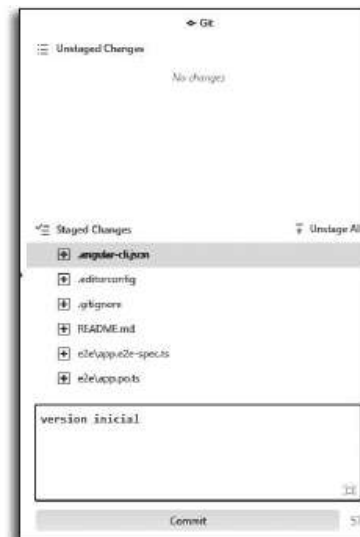 Git
Unstaged Changes
No changes
Staged Changes
Unstage Al
.angular-cli.json
.editorconfig
.gitignore
README.md
e2e\app.e2e-spec.ts
e2e\app.po.ts
version inicial
Commit